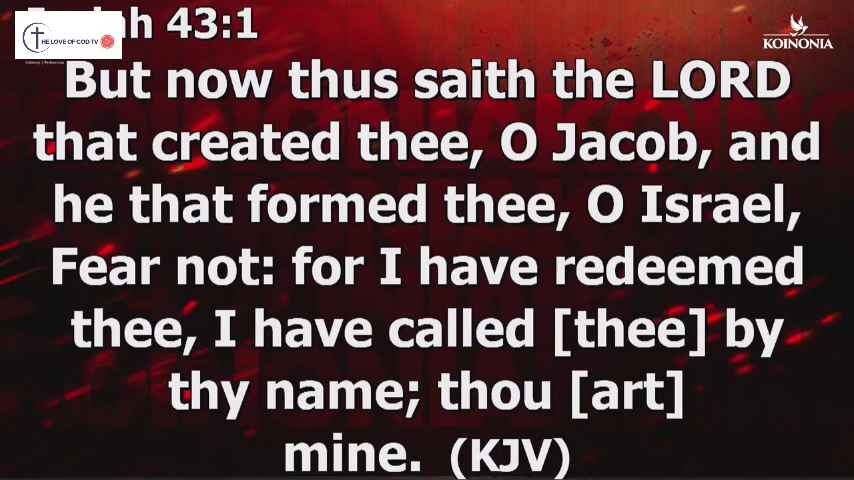 43:1
THE LOVE OF GOD TV
KOINONIA
But now thus saith the LORD
that created thee, O Jacob, and
he that formed thee, O Israel,
Fear not: for I have redeemed
thee, I have called [thee] by
thy name; thou [art]
mine. (KJV)